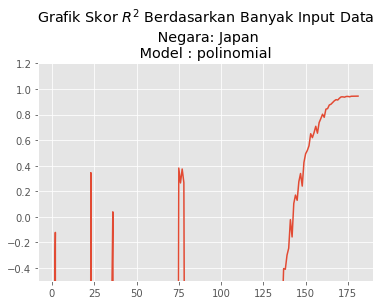 Grafik Skor R² Berdasarkan Banyak Input Data
Negara: Japan
Model : polinomial
1.2
1.0
0.8
0.6
0.4
0.2
0.0
−0.2
−0.4
0 25 50 75 100 125 150 175